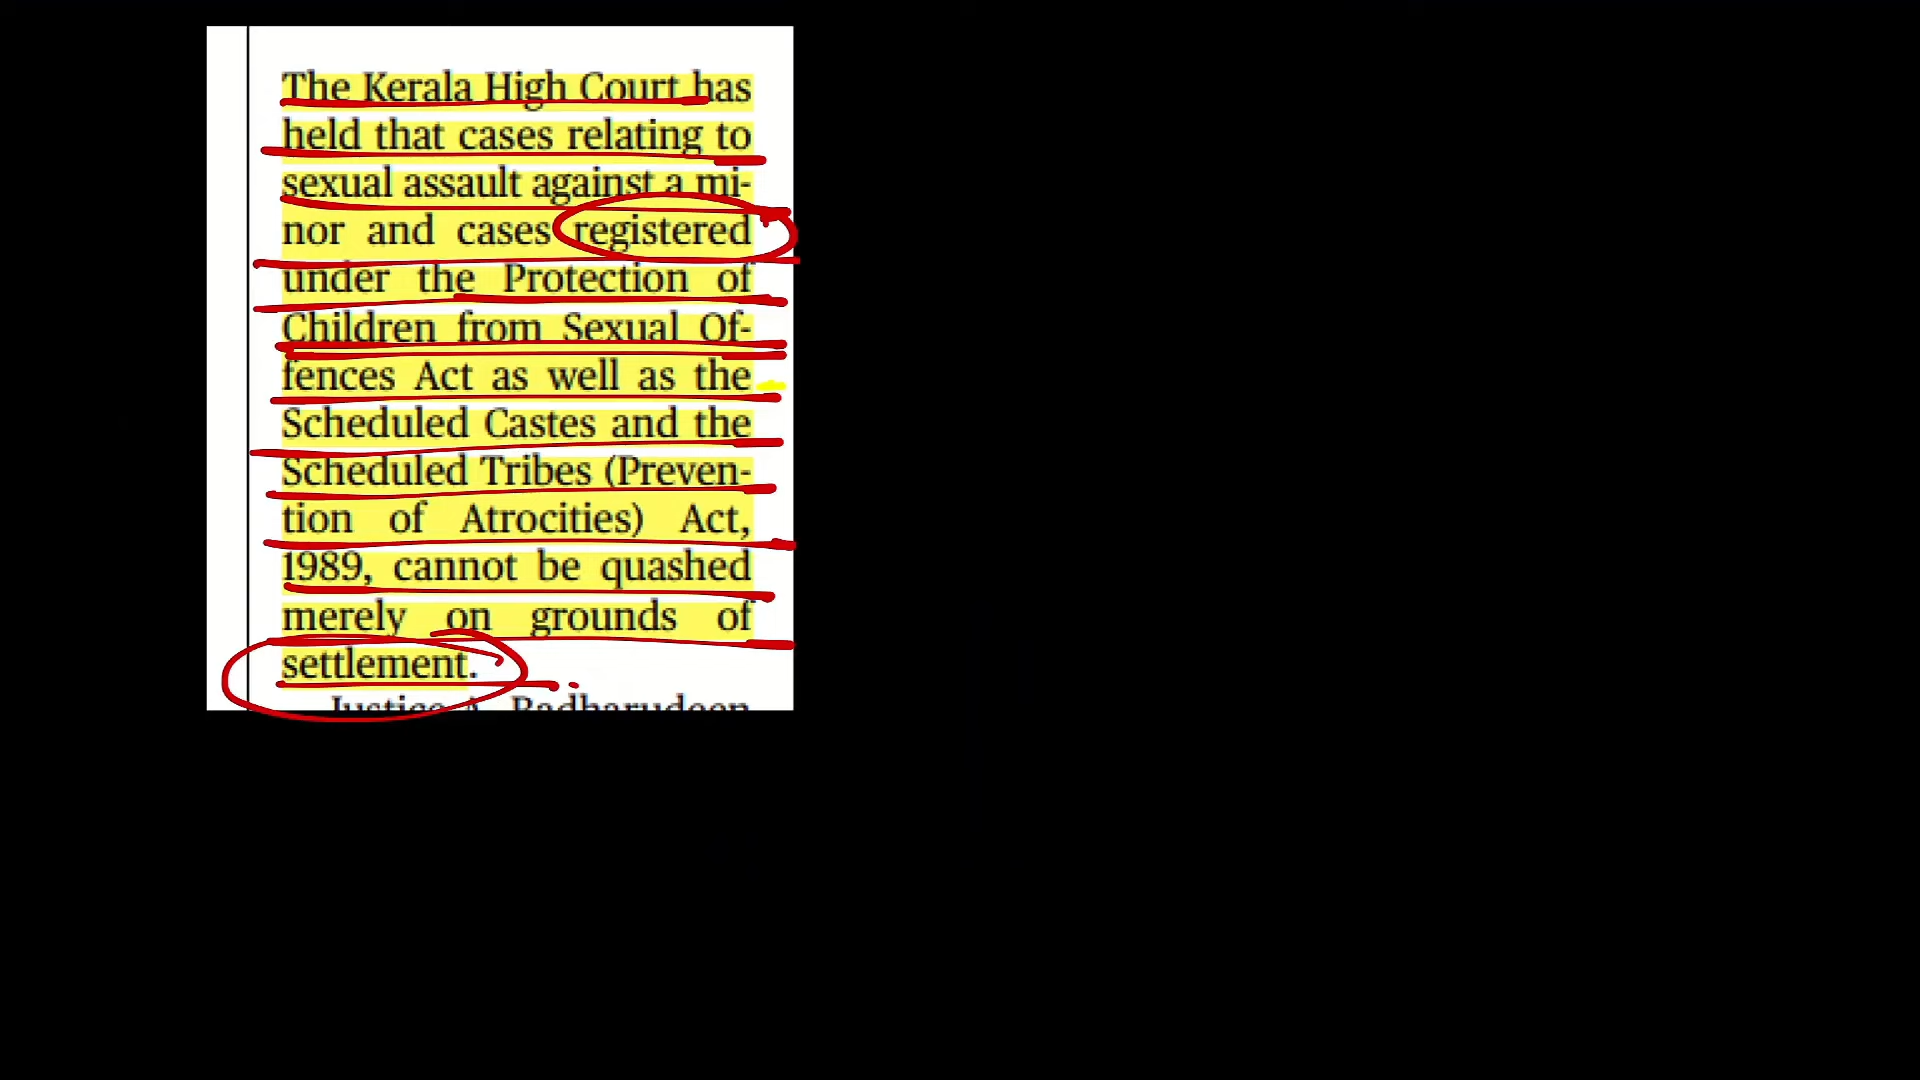 The Kerala High Court has
held that cases relating to
sexual assault against a mi-
nor and cases registered
under the Protection of
Children from Sexual Of-
fences Act as well as the
Scheduled Castes and the
Scheduled Tribes (Preven-
tion of Atrocities) Act,
1989, cannot be quashed
merely on grounds of
settlement.
Justice A. Badharudeen